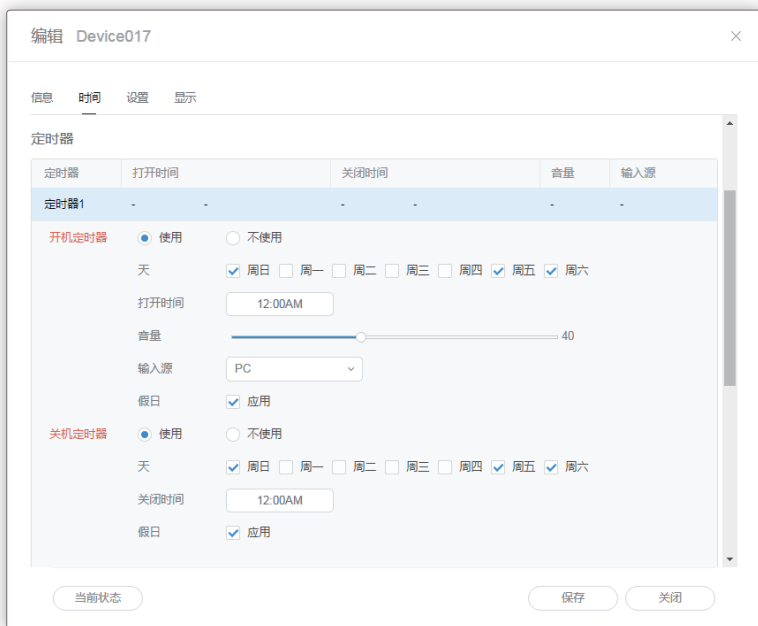 编辑 Device017
信息 时间 设置 显示
定时器
定时器 打开时间 关闭时间 音量 输入源
定时器1 - - - - - -
开机定时器 使用 不使用
天 周日 周一 周二 周三 周四 周五 周六
打开时间 12:00AM
音量 40
输入源 PC
假日 应用
关机定时器 使用 不使用
天 周日 周一 周二 周三 周四 周五 周六
关闭时间 12:00AM
假日 应用
当前状态 保存 关闭